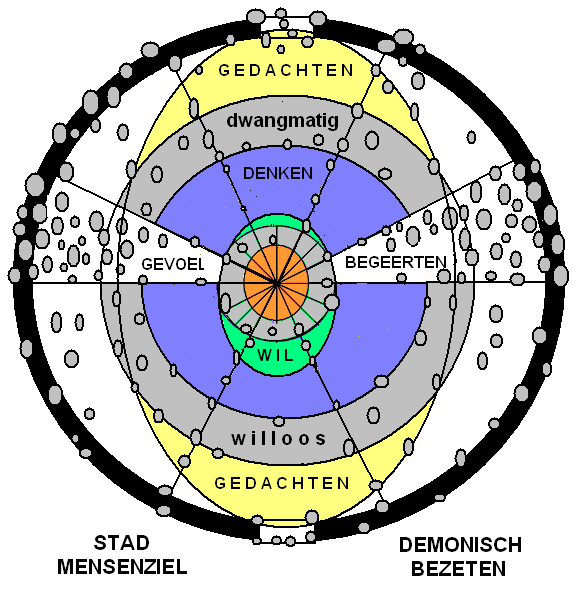 GEDACHTEN
dwangmatig
DENKEN
GEVOEL
BEGEERTEN
WIL
willoos
GEDACHTEN
STAD
MENSENZIEL
DEMONISCH
BEZETEN